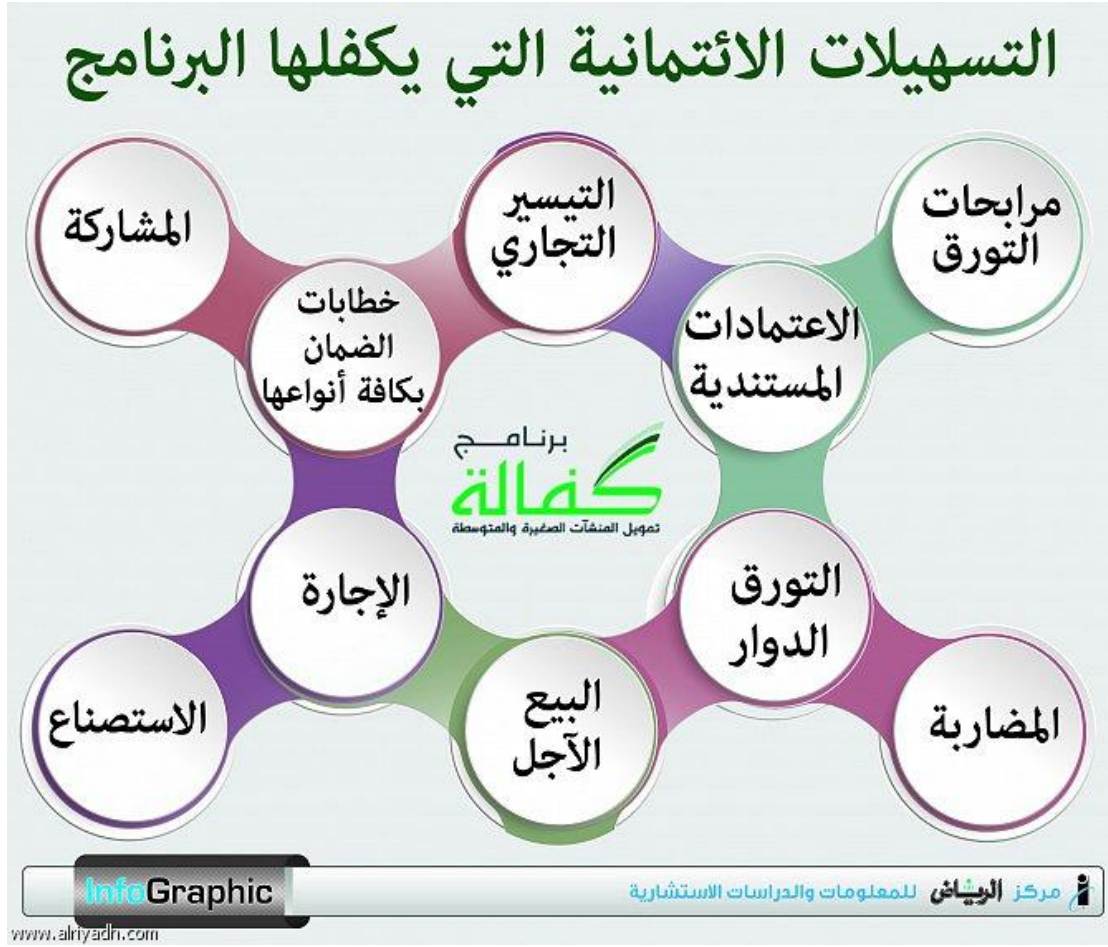 التسهيلات الائتمانية التي يكفلها البرنامج
مرابحات
التورق
التيسير
التجاري
المشاركة
الاعتمادات
المستندية
خطابات
الضمان
بكافة أنواعها
برنامج
كفالة
تمويل المنشآت الصغيرة والمتوسطة
التورق
الدوار
الإجارة
المضاربة
البيع
الآجل
الاستصناع
مركز الرياض للمعلومات والدراسات الاستشارية
InfoGraphic
www.alriyadh.com